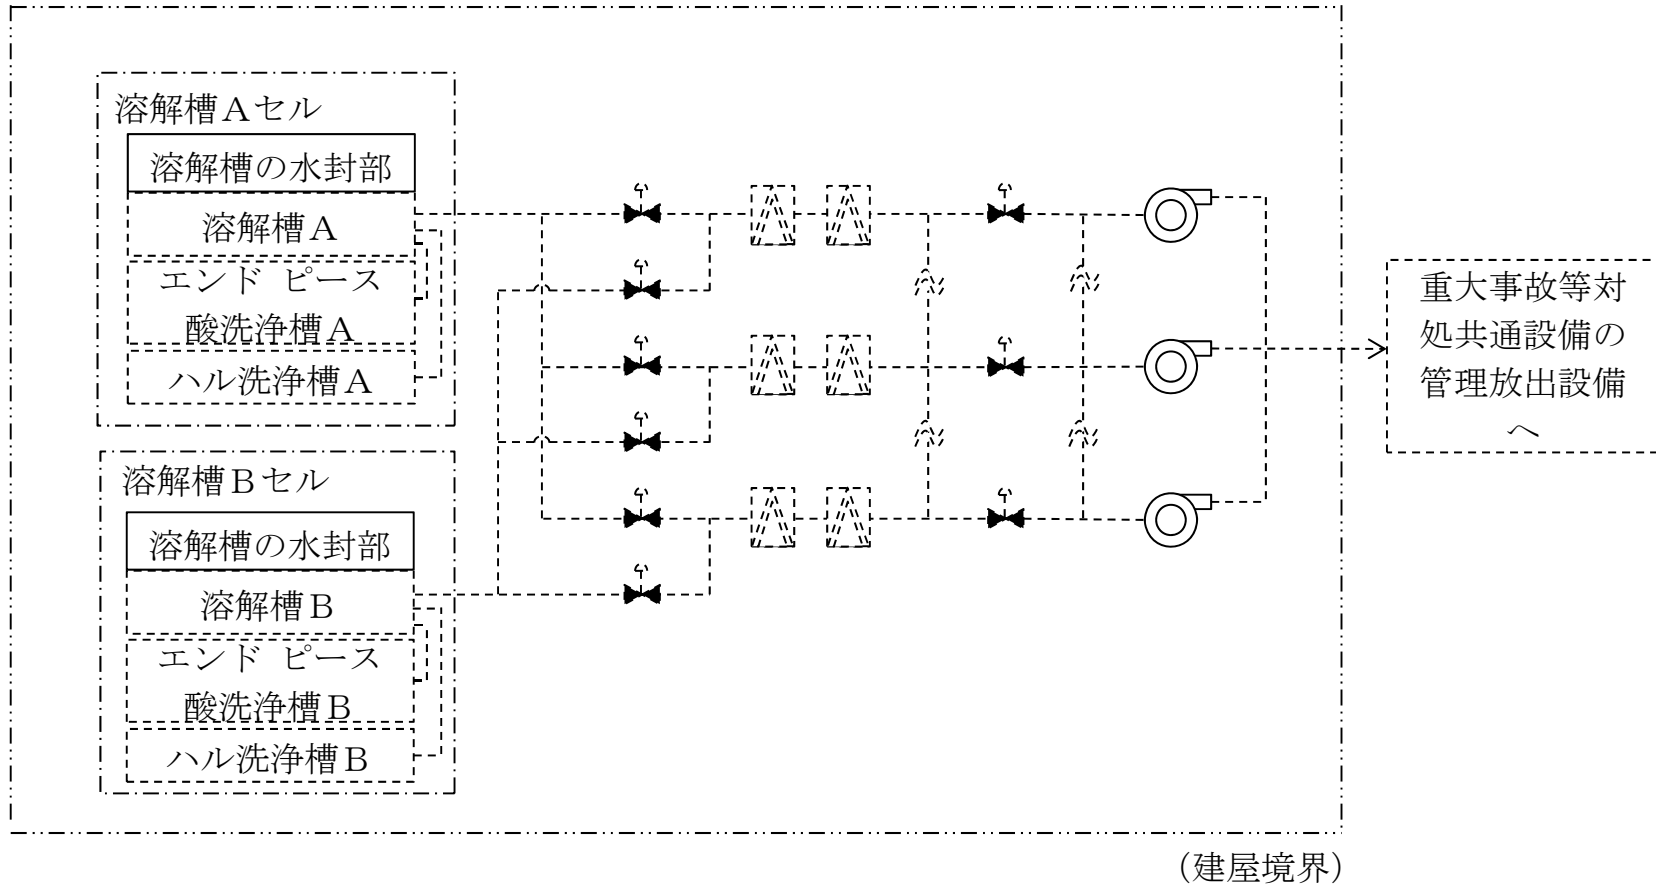 溶解槽Aセル
溶解槽の水封部
溶解槽A
エンド ピース
酸洗浄槽A
ハル洗浄槽A
溶解槽Bセル
溶解槽の水封部
溶解槽B
エンド ピース
酸洗浄槽B
ハル洗浄槽B
重大事故等対
処共通設備の
管理放出設備
へ
(建屋境界)